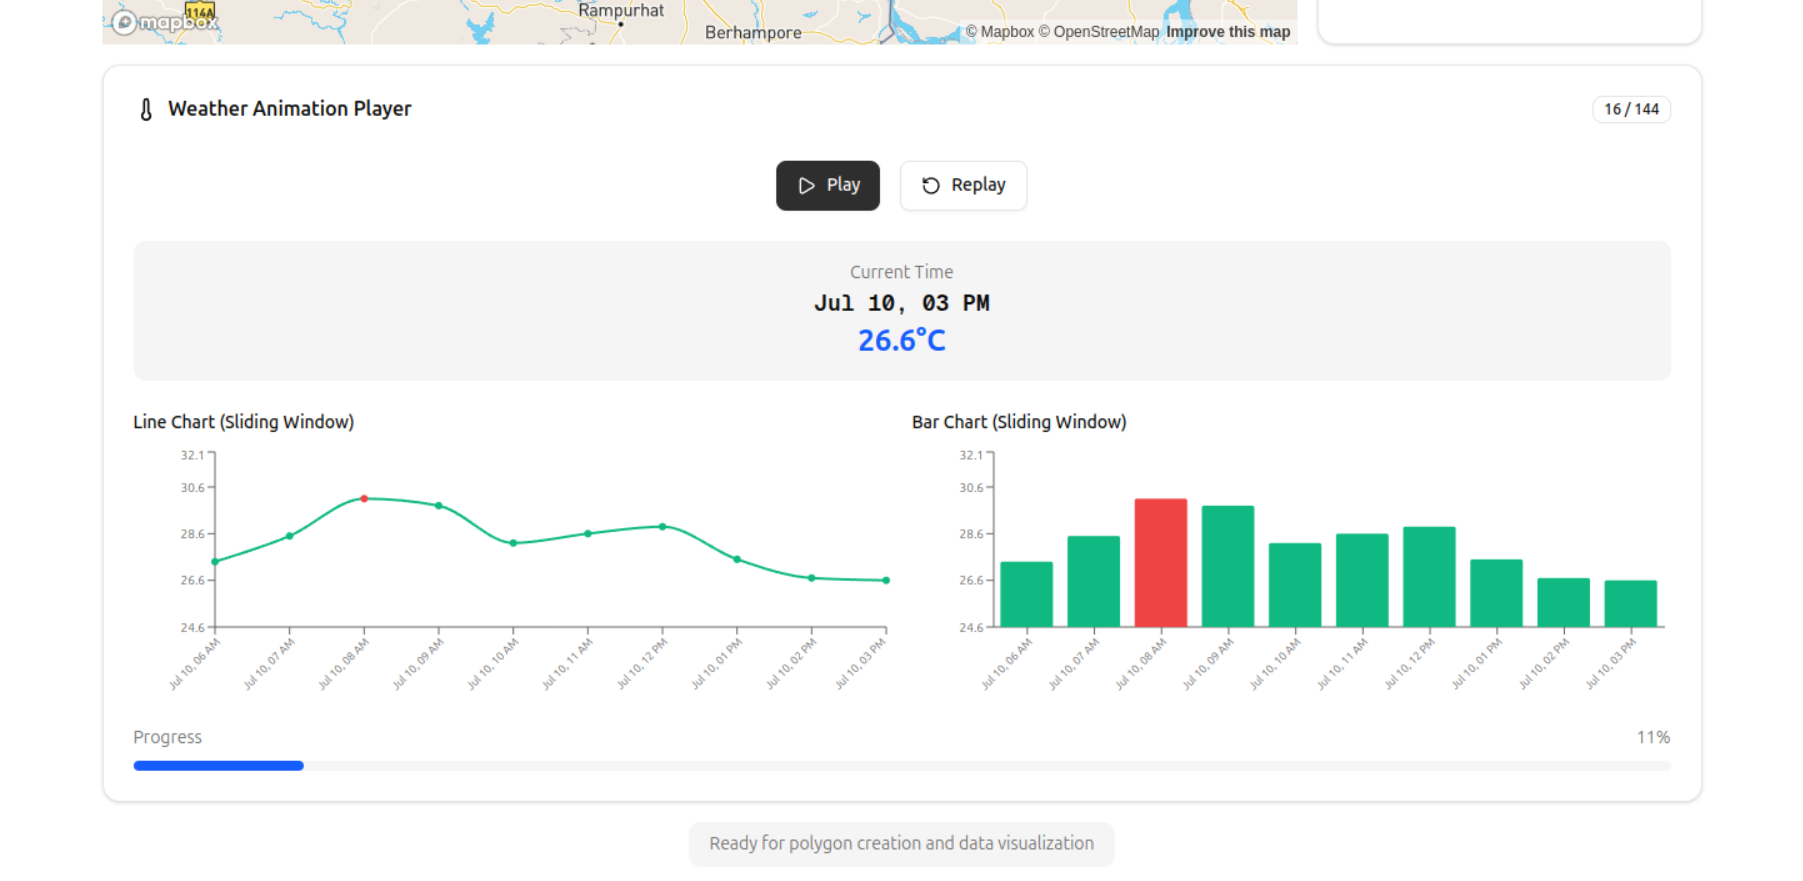 114A
Rampurhat
Berhampore
mapbox
© Mapbox © OpenStreetMap Improve this map
Weather Animation Player
16 / 144
Play
Replay
Current Time
Jul 10, 03 PM
26.6°C
Line Chart (Sliding Window)
32.1
30.6
28.6
26.6
24.6
Jul 10, 06 AM
Jul 10, 07 AM
Jul 10, 08 AM
Jul 10, 09 AM
Jul 10, 10 AM
Jul 10, 11 AM
Jul 10, 12 PM
Jul 10, 01 PM
Jul 10, 02 PM
Jul 10, 03 PM
Bar Chart (Sliding Window)
32.1
30.6
28.6
26.6
24.6
Jul 10, 06 AM
Jul 10, 07 AM
Jul 10, 08 AM
Jul 10, 09 AM
Jul 10, 10 AM
Jul 10, 11 AM
Jul 10, 12 PM
Jul 10, 01 PM
Jul 10, 02 PM
Jul 10, 03 PM
Progress
11%
Ready for polygon creation and data visualization